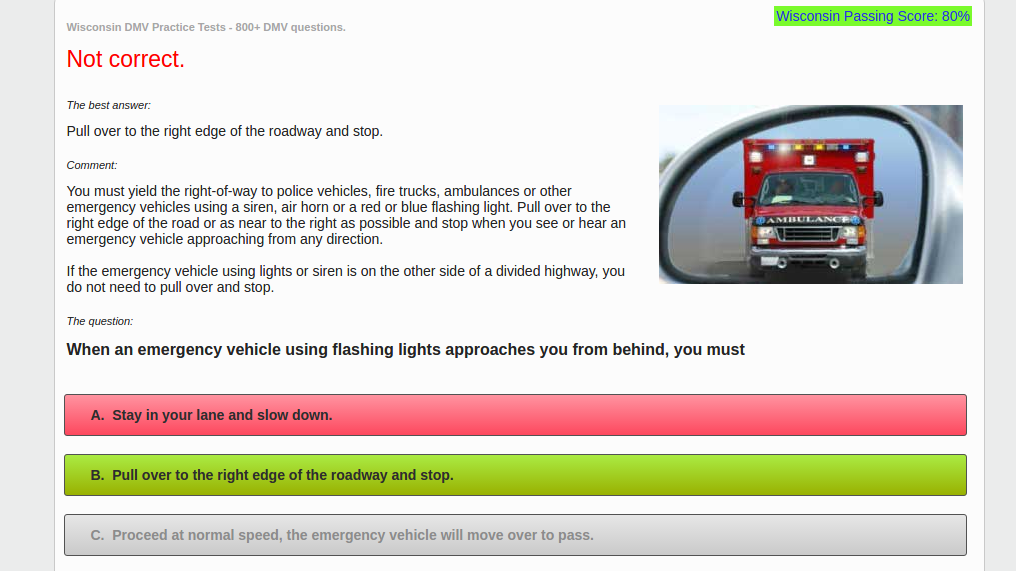 Wisconsin Passing Score: 80%
Wisconsin DMV Practice Tests - 800+ DMV questions.
Not correct.
The best answer:
Pull over to the right edge of the roadway and stop.
Comment:
You must yield the right-of-way to police vehicles, fire trucks, ambulances or other
emergency vehicles using a siren, air horn or a red or blue flashing light. Pull over to the
right edge of the road or as near to the right as possible and stop when you see or hear an
emergency vehicle approaching from any direction.
If the emergency vehicle using lights or siren is on the other side of a divided highway, you
do not need to pull over and stop.
AMBULANCE
The question:
When an emergency vehicle using flashing lights approaches you from behind, you must
A. Stay in your lane and slow down.
B. Pull over to the right edge of the roadway and stop.
C. Proceed at normal speed, the emergency vehicle will move over to pass.